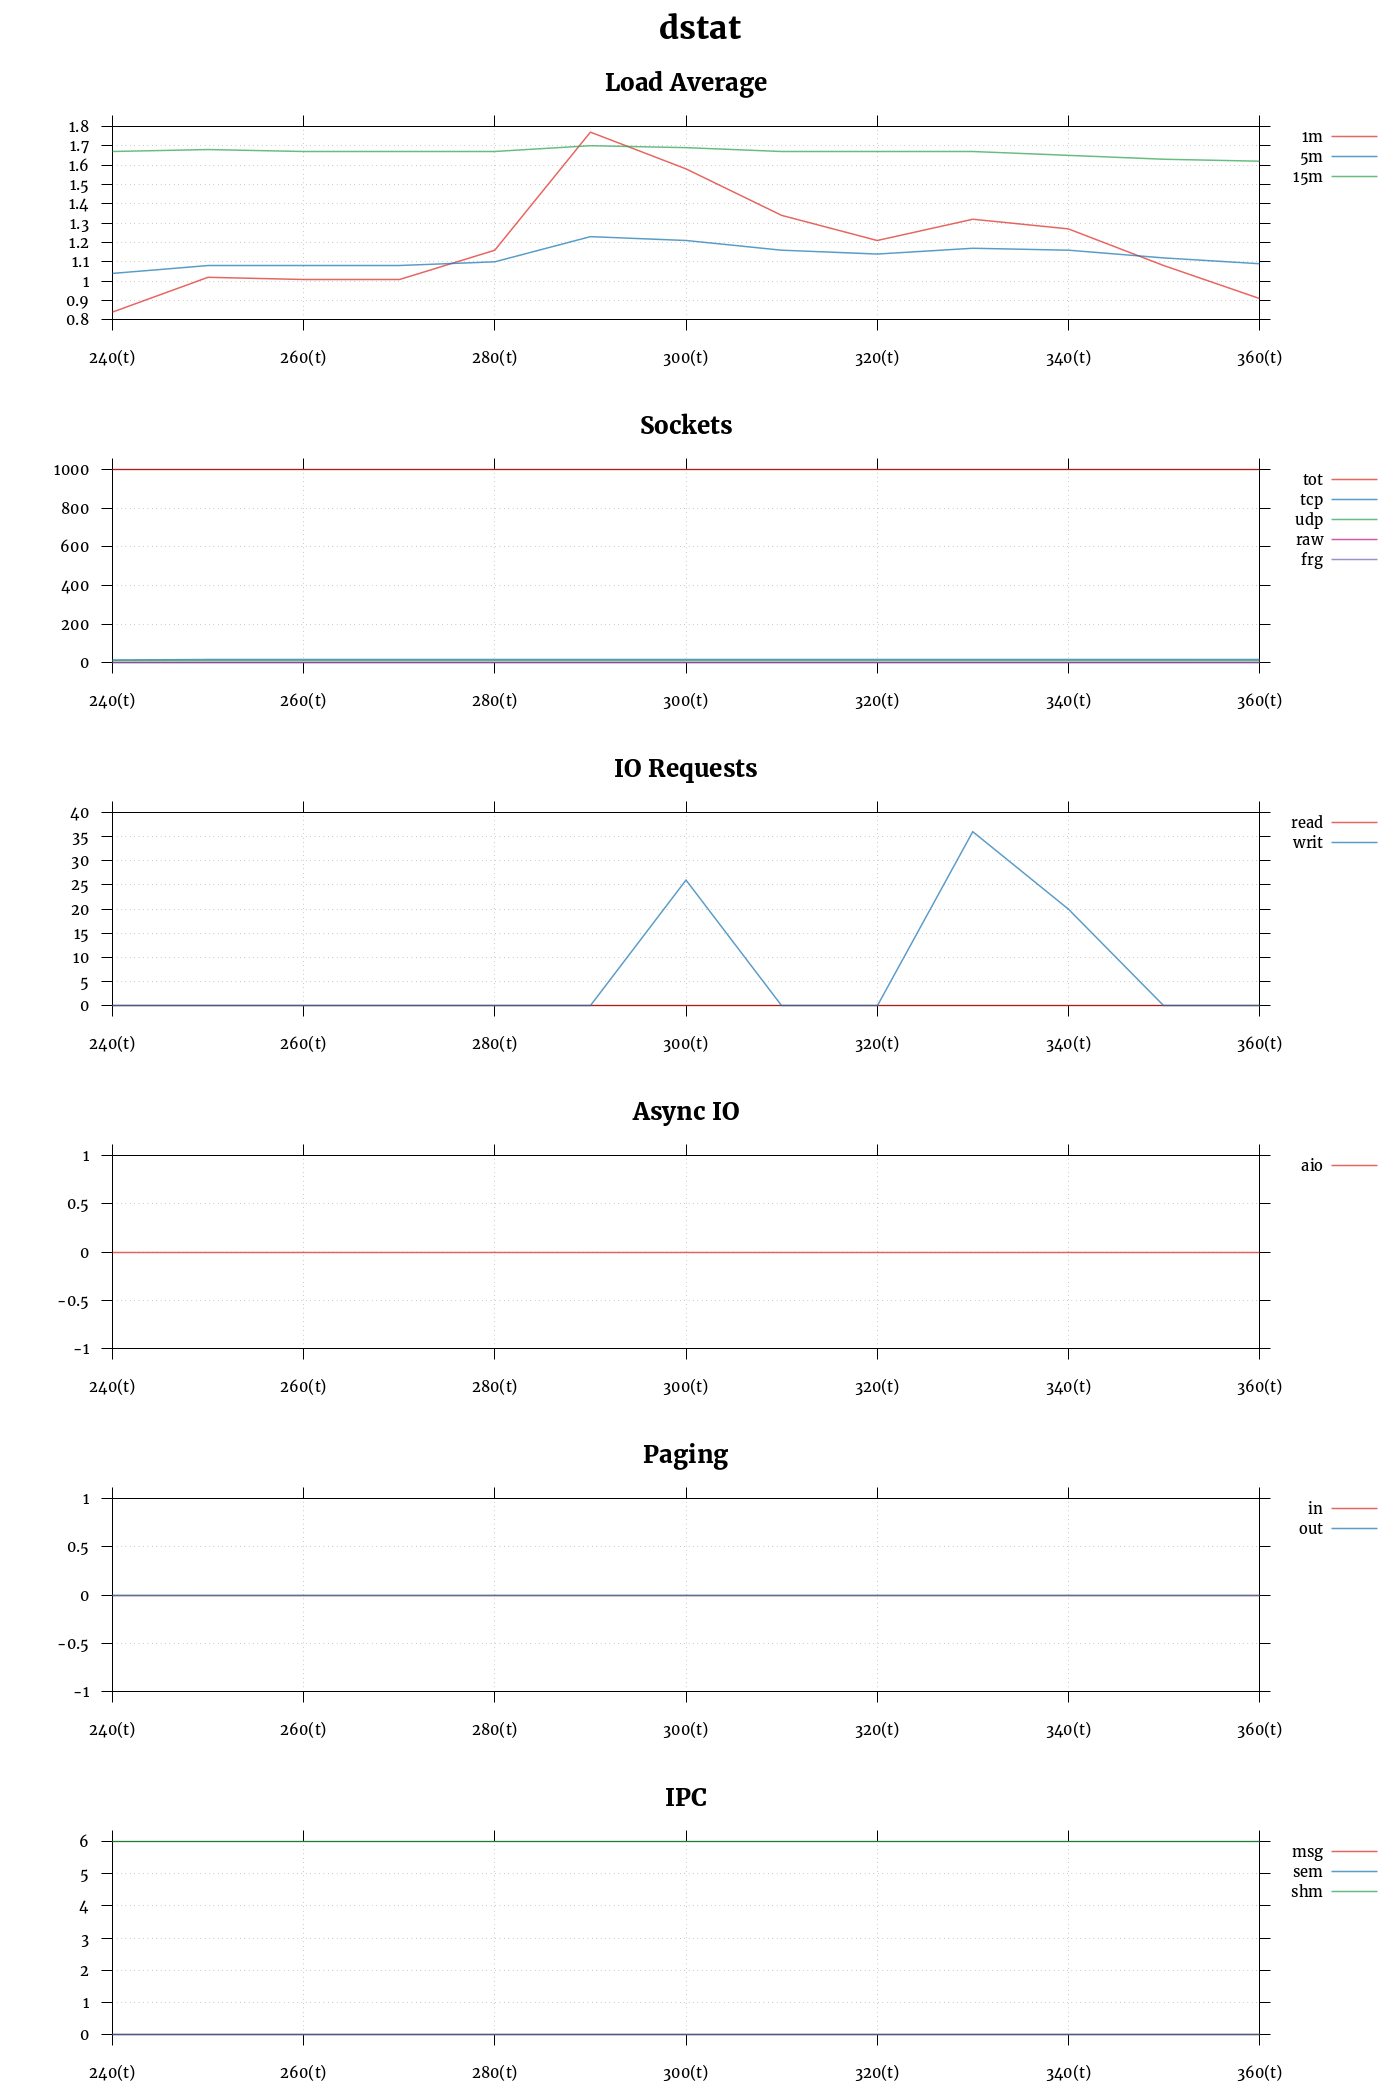 dstat
Load Average
1.8
1.7
1.6
1.5
1.4
1.3
1.2
1.1
1
0.9
0.8
240(t) 260(t) 280(t) 300(t) 320(t) 340(t) 360(t)
1m
5m
15m
Sockets
1000
800
600
400
200
0
240(t) 260(t) 280(t) 300(t) 320(t) 340(t) 360(t)
tot
tcp
udp
raw
frg
IO Requests
40
35
30
25
20
15
10
5
0
240(t) 260(t) 280(t) 300(t) 320(t) 340(t) 360(t)
read
writ
Async IO
1
0.5
0
-0.5
-1
240(t) 260(t) 280(t) 300(t) 320(t) 340(t) 360(t)
aio
Paging
1
0.5
0
-0.5
-1
240(t) 260(t) 280(t) 300(t) 320(t) 340(t) 360(t)
in
out
IPC
6
5
4
3
2
1
0
240(t) 260(t) 280(t) 300(t) 320(t) 340(t) 360(t)
msg
sem
shm